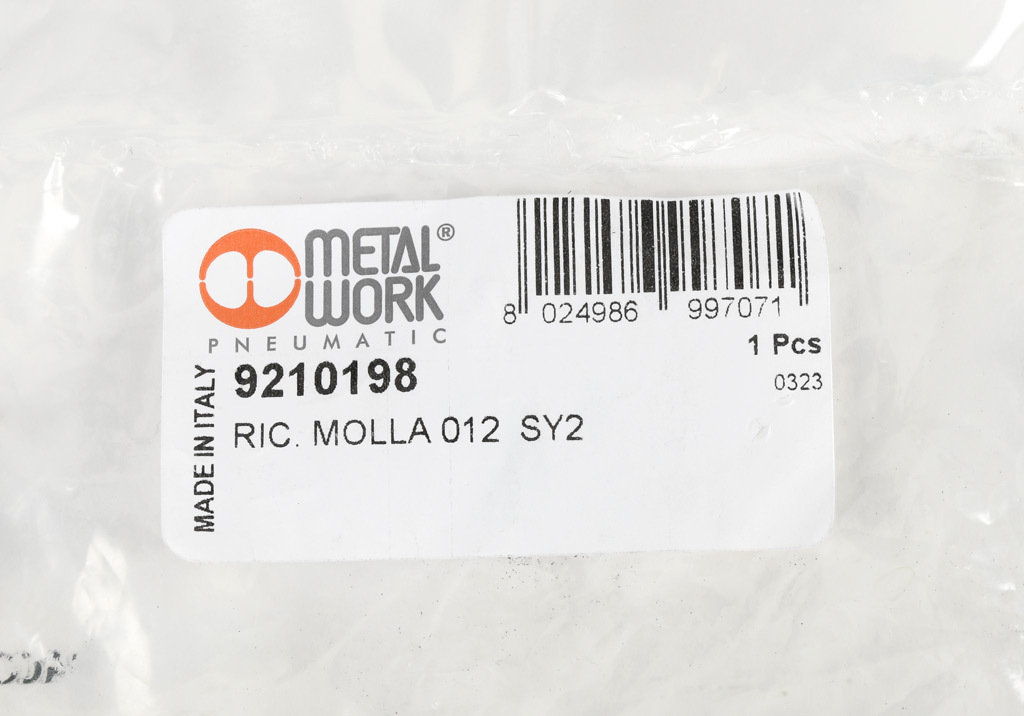 METAL® WORK
PNEUMATIC
8 024986 997071
1 Pcs
0323
9210198
RIC. MOLLA 012 SY2
MADE IN ITALY